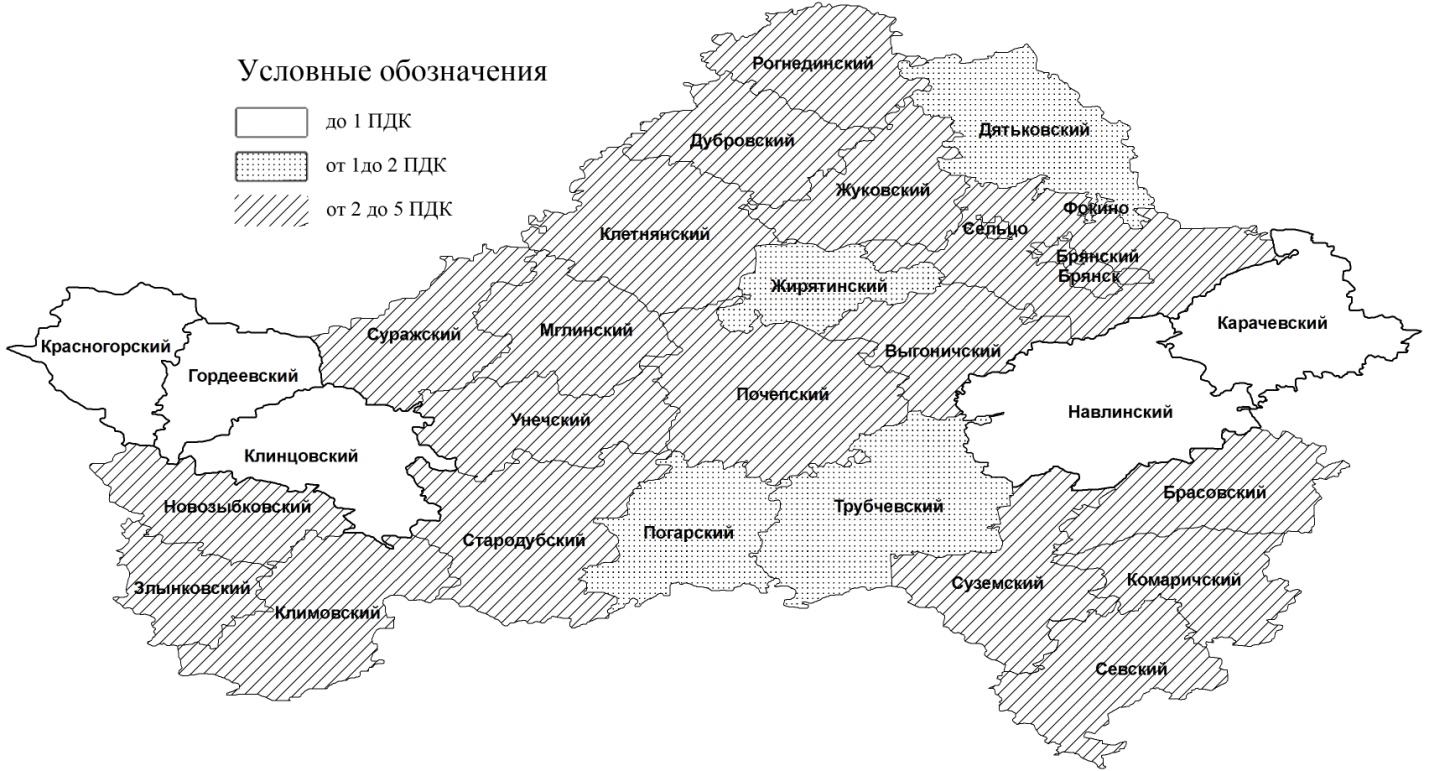 Условные обозначения
до 1 ПДК
от 1до 2 ПДК
от 2 до 5 ПДК
Рогнединский
Дятьковский
Дубровский
Жуковский
Фокино
Сельцо
Клетнянский
Брянский
Брянск
Жирятинский
Карачевский
Мглинский
Суражский
Красногорский
Выгоничский
Гордеевский
Почепский
Навлинский
Унечский
Клинцовский
Брасовский
Новозыбковский
Трубчевский
Погарский
Стародубский
Комаричский
Суземский
Злынковский
Климовский
Севский